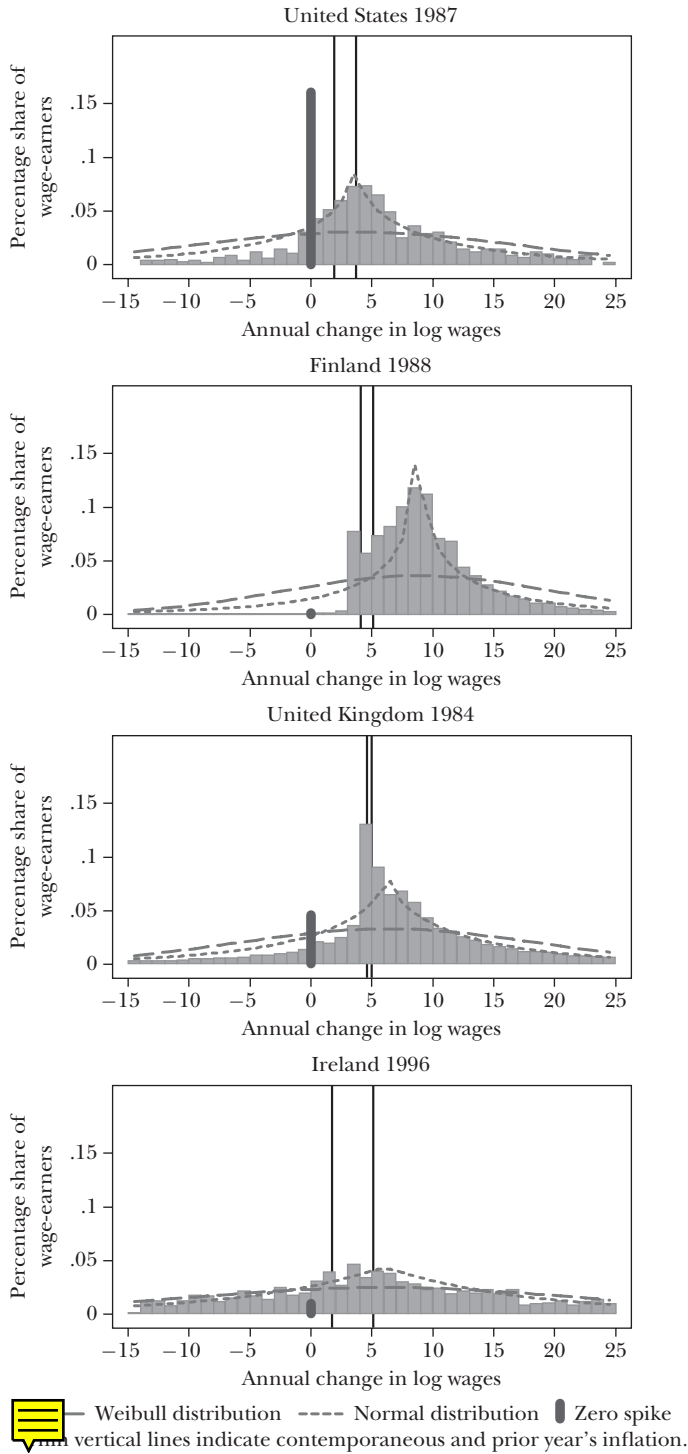 United States 1987
Percentage share of
wage-earners
.15
.1
.05
0
−15 −10 −5 0 5 10 15 20 25
Annual change in log wages
Finland 1988
Percentage share of
wage-earners
.15
.1
.05
0
−15 −10 −5 0 5 10 15 20 25
Annual change in log wages
United Kingdom 1984
Percentage share of
wage-earners
.15
.1
.05
0
−15 −10 −5 0 5 10 15 20 25
Annual change in log wages
Ireland 1996
Percentage share of
wage-earners
.15
.1
.05
0
−15 −10 −5 0 5 10 15 20 25
Annual change in log wages
Weibull distribution Normal distribution Zero spike
vertical lines indicate contemporaneous and prior year's inflation.